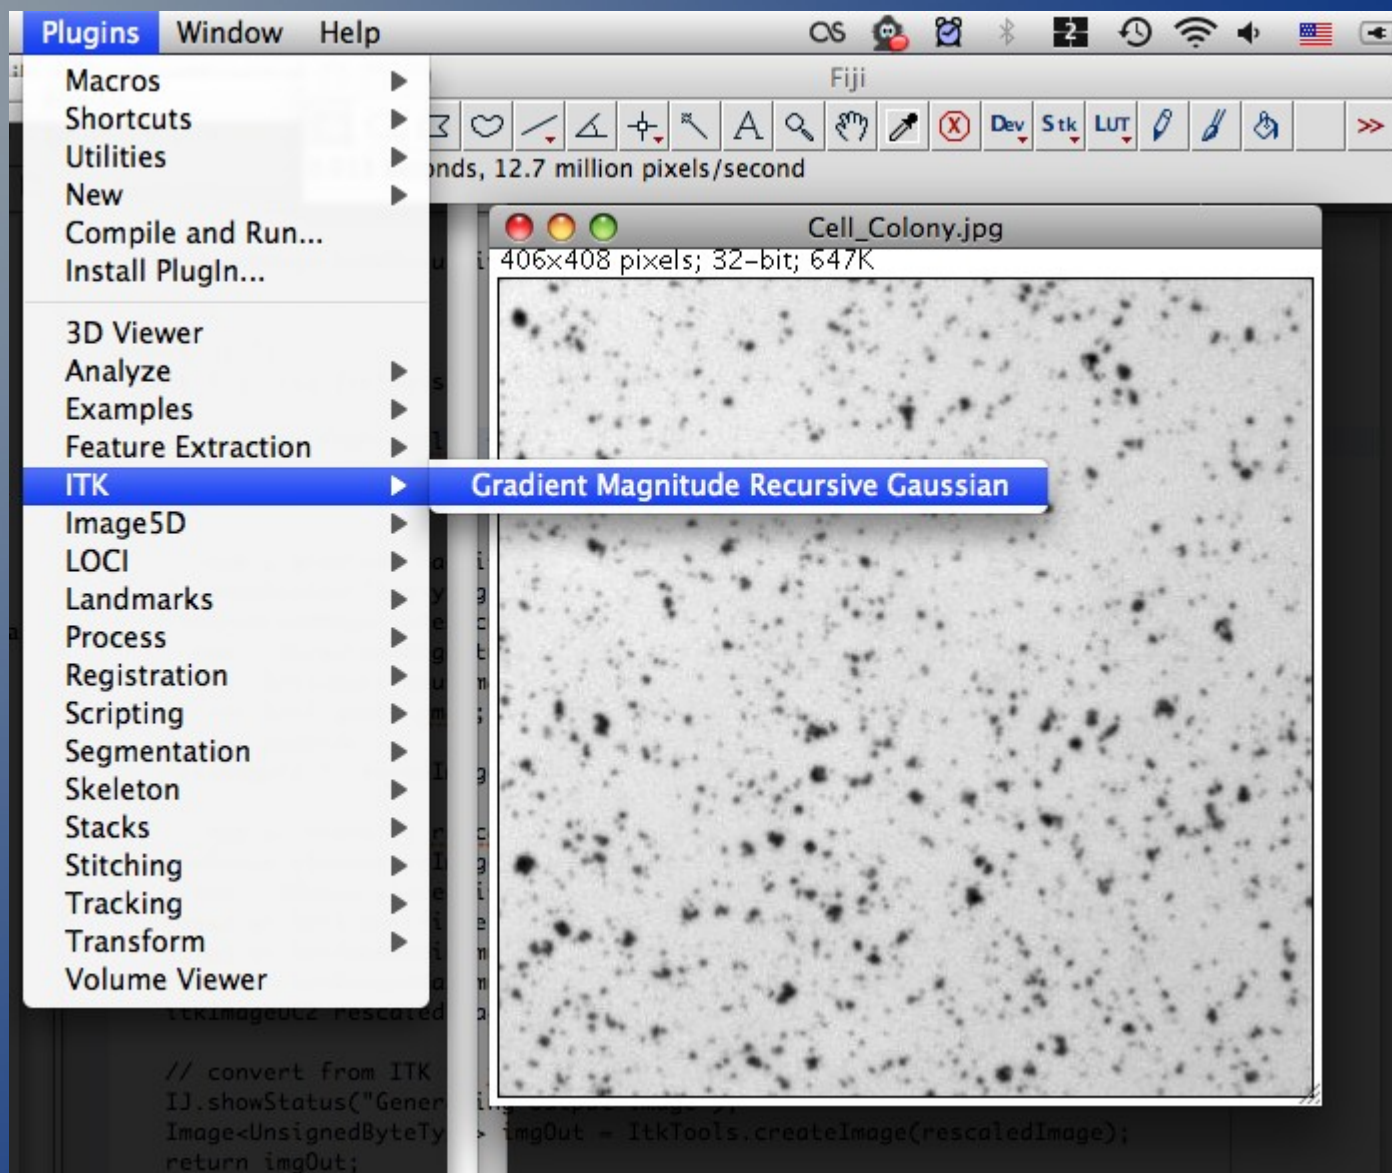 Plugins Window Help
OS 2
Fiji
Macros
Shortcuts
Utilities
New
Compile and Run...
Install PlugIn...
3D Viewer
Analyze
Examples
Feature Extraction
ITK
Image5D
LOCI
Landmarks
Process
Registration
Scripting
Segmentation
Skeleton
Stacks
Stitching
Tracking
Transform
Volume Viewer
Gradient Magnitude Recursive Gaussian
A Dev Stk LUT >>
onds, 12.7 million pixels/second
Cell_Colony.jpg
406x408 pixels; 32-bit; 647K
// convert from ITK
IJ.showStatus("Gener
Image<UnsignedByteTy > imgOut = ItkTools.createImage(rescaledImage);
return imgOut;